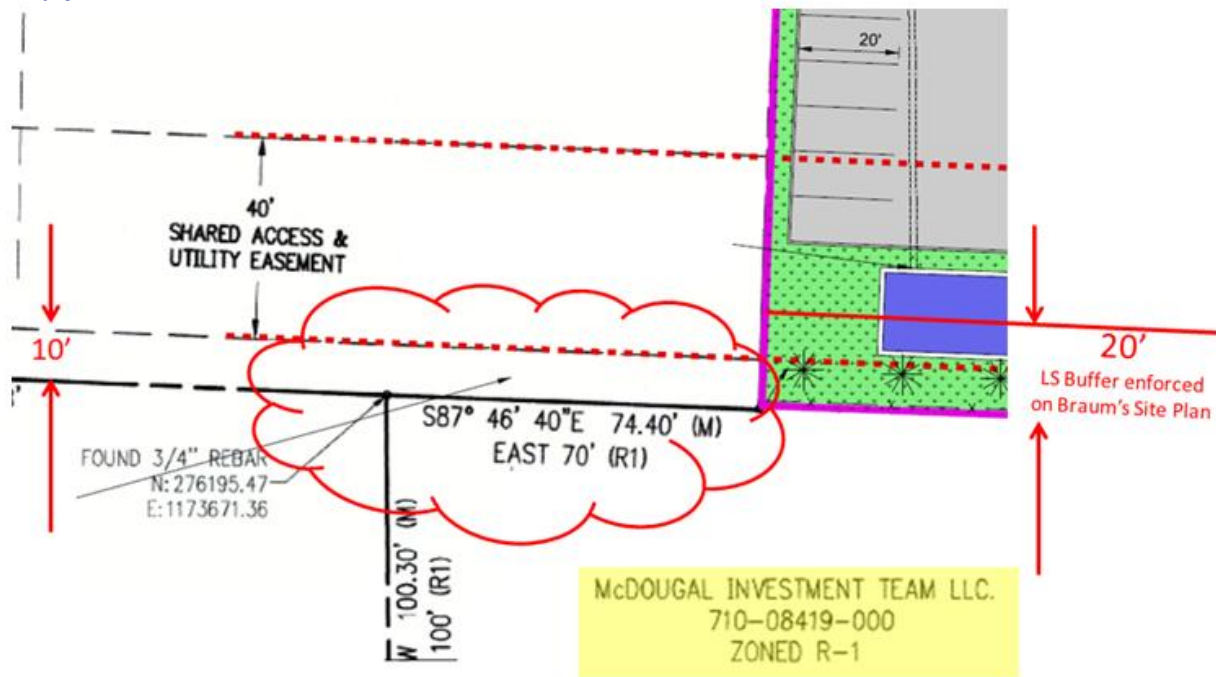 20'
40'
SHARED ACCESS &
UTILITY EASEMENT
10'
20'
LS Buffer enforced
on Braum's Site Plan
S87° 46' 40"E 74.40' (M)
EAST 70' (R1)
FOUND 3/4" REBAR
N:276195.47
E:1173671.36
W 100.30' (M)
100' (R1)
McDOUGAL INVESTMENT TEAM LLC.
710-08419-000
ZONED R-1